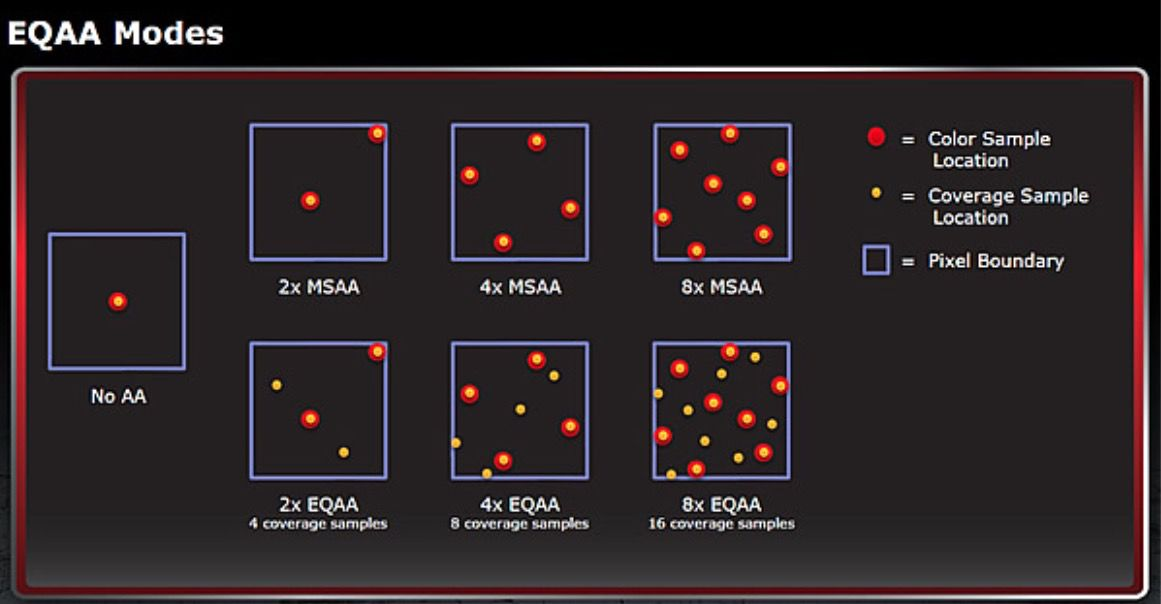 EQAA Modes
2x MSAA
4x MSAA
8x MSAA
= Color Sample
Location
= Coverage Sample
Location
= Pixel Boundary
No AA
2x EQAA
4 coverage samples
4x EQAA
8 coverage samples
8x EQAA
16 coverage samples